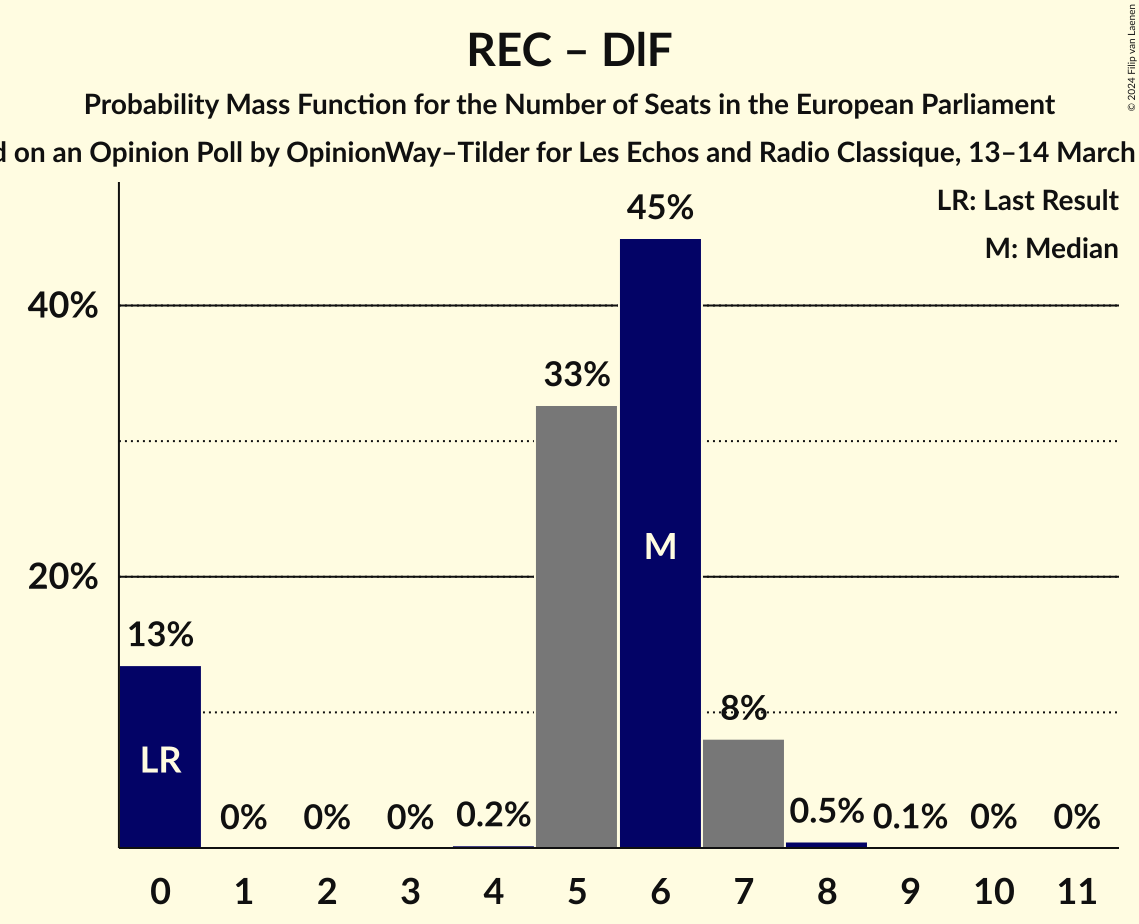 REC – DlF
Probability Mass Function for the Number of Seats in the European Parliament
on an Opinion Poll by OpinionWay–Tilder for Les Echos and Radio Classique, 13–14 March
© 2024 Filip van Laenen
LR: Last Result
M: Median
45%
40%
33%
M
20%
13%
8%
LR
0%
0%
0%
0.2%
0.5%
0.1%
0%
0%
0 1 2 3 4 5 6 7 8 9 10 11